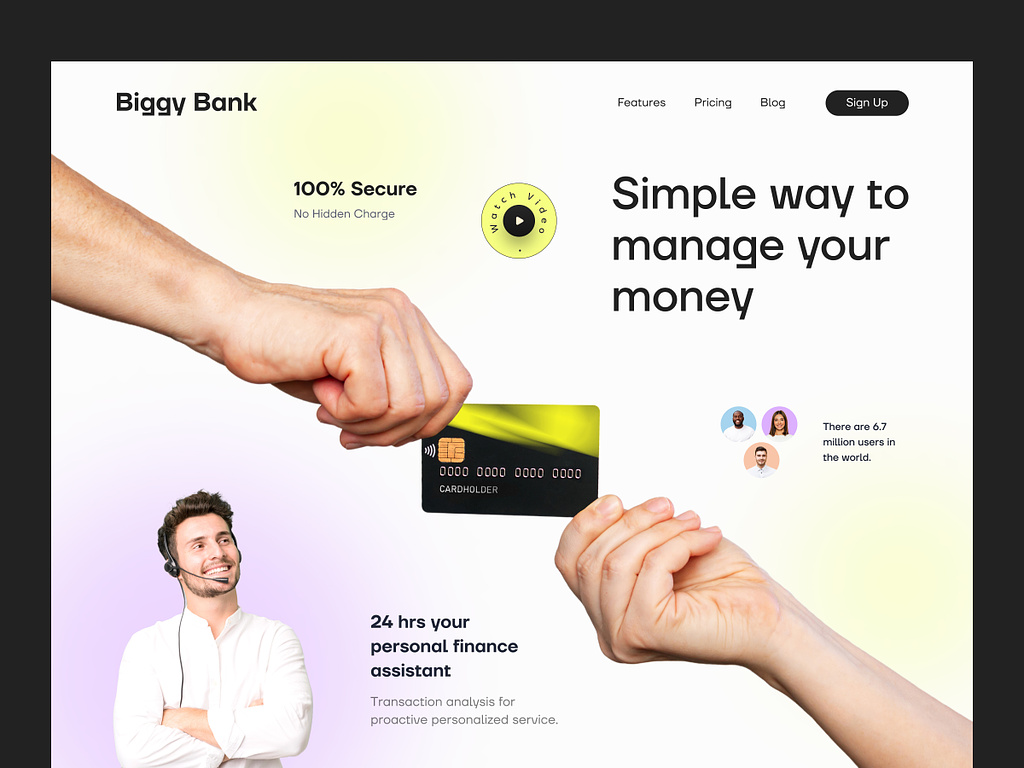 Biggy Bank
Features Pricing Blog Sign Up
100% Secure
No Hidden Charge
Watch Video
Simple way to
manage your
money
0000 0000 0000 0000
CARDHOLDER
There are 6.7
million users in
the world.
24 hrs your
personal finance
assistant
Transaction analysis for
proactive personalized service.